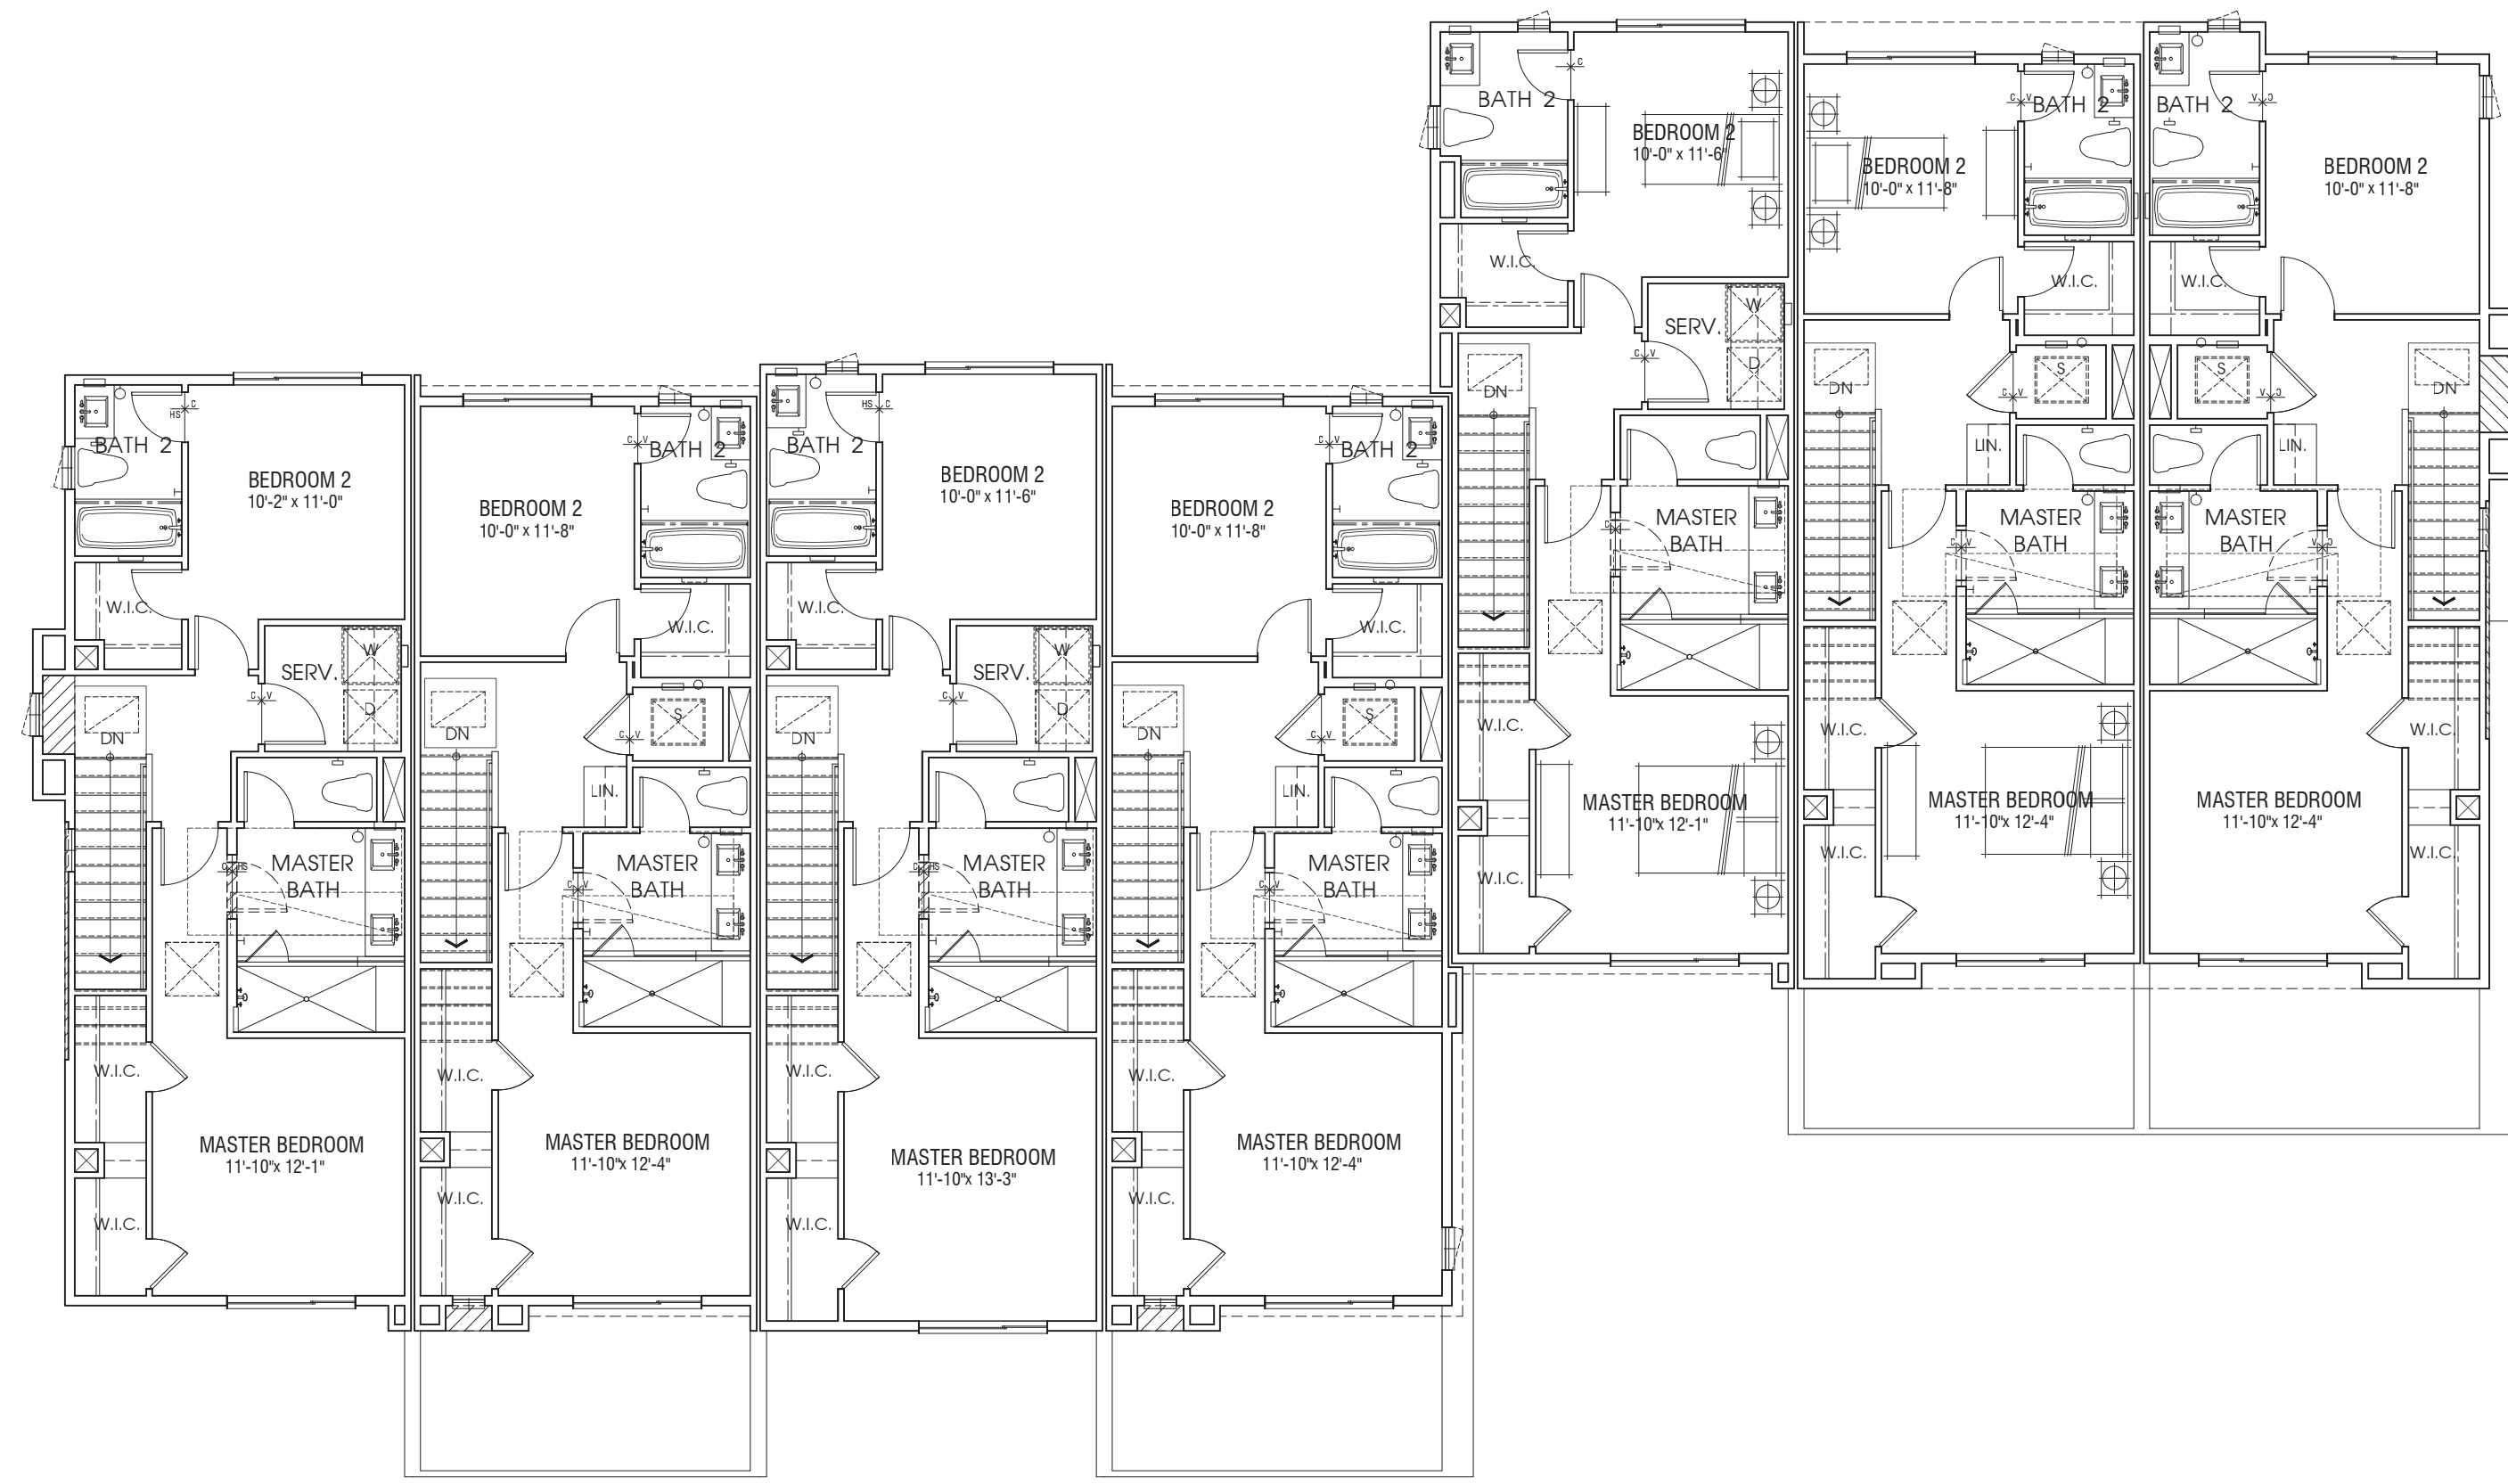 BATH 2
BEDROOM 2
10'-2" x 11'-0"
HS
C
W.I.C.
SERV.
W
D
C V
DN
MASTER
BATH
C HS
W.I.C.
MASTER BEDROOM
11'-10"x 12'-1"
W.I.C.
BEDROOM 2
10'-0" x 11'-8"
BATH 2
C V
W.I.C.
DN
S
C V
LIN.
MASTER
BATH
C V
W.I.C.
MASTER BEDROOM
11'-10"x 12'-4"
W.I.C.
BATH 2
HS C
BEDROOM 2
10'-0" x 11'-6"
W.I.C.
SERV.
W
D
C V
DN
MASTER
BATH
C HS
W.I.C.
MASTER BEDROOM
11'-10"x 13'-3"
W.I.C.
BEDROOM 2
10'-0" x 11'-8"
BATH 2
C V
W.I.C.
DN
S
C V
LIN.
MASTER
BATH
C V
W.I.C.
MASTER BEDROOM
11'-10"x 12'-4"
W.I.C.
BATH 2
C
BEDROOM 2
10'-0" x 11'-6"
W.I.C.
SERV.
W
D
C V
DN
MASTER
BATH
C
W.I.C.
MASTER BEDROOM
11'-10"x 12'-1"
W.I.C.
BEDROOM 2
10'-0" x 11'-8"
BATH 2
C V
W.I.C.
DN
S
C V
LIN.
MASTER
BATH
C V
W.I.C.
MASTER BEDROOM
11'-10"x 12'-4"
W.I.C.
BATH 2
V C
BEDROOM 2
10'-0" x 11'-8"
W.I.C.
S
V C
DN
LIN.
MASTER
BATH
V C
W.I.C.
MASTER BEDROOM
11'-10"x 12'-4"
W.I.C.